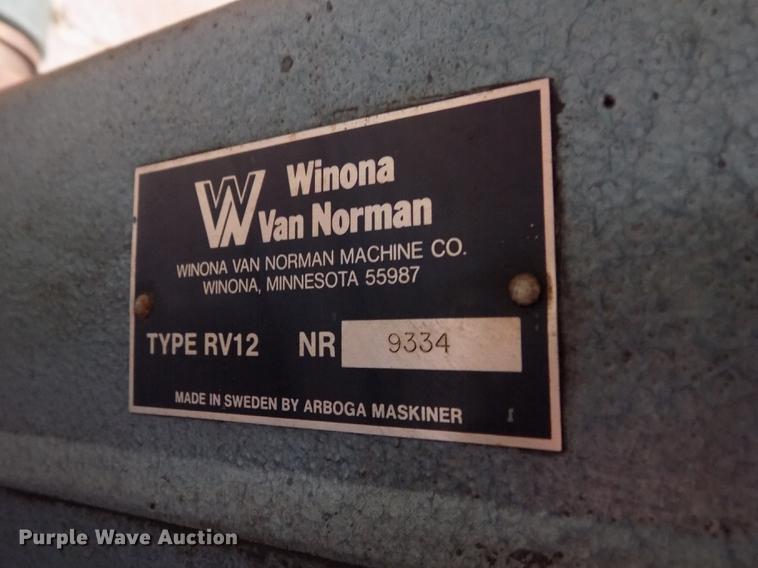 W Winona
Van Norman
WINONA VAN NORMAN MACHINE CO.
WINONA, MINNESOTA 55987
TYPE RV12 NR 9334
MADE IN SWEDEN BY ARBOGA MASKINER 1
Purple Wave Auction